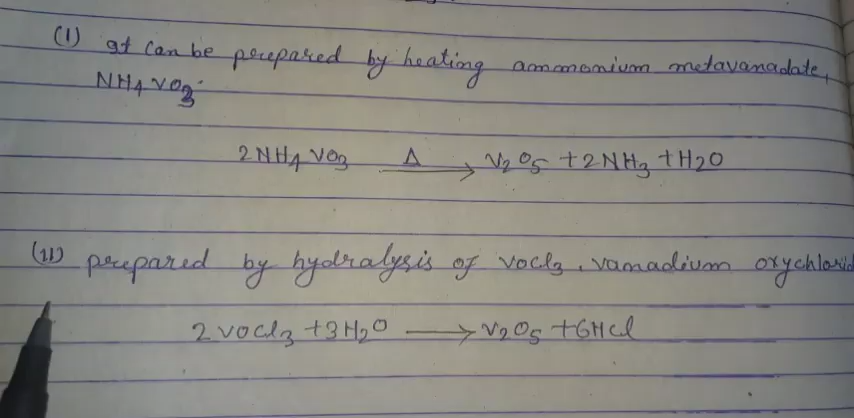 (I) It can be prepared by heating ammonium metavanadate,
NH4VO3.
2NH4VO3 Δ→ V2O5 + 2NH3 + H2O
(II) prepared by hydralysis of VOCl3, vanadium oxychlorid
2VOCl3 + 3H2O → V2O5 + 6HCl